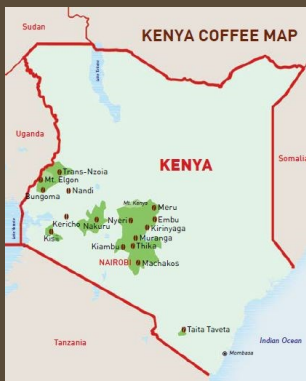 KENYA COFFEE MAP
Sudan
Uganda
KENYA
Somalia
Trans-Nzoia
Mt. Elgon
Bungoma
Nandi
Kericho
Kisii
Nakuru
Mt. Kenya
Nyeri
Meru
Embu
Kirinyaga
Muranga
Kiambu
Thika
NAIROBI
Machakos
Taita Taveta
Tanzania
Indian Ocean
Mombasa